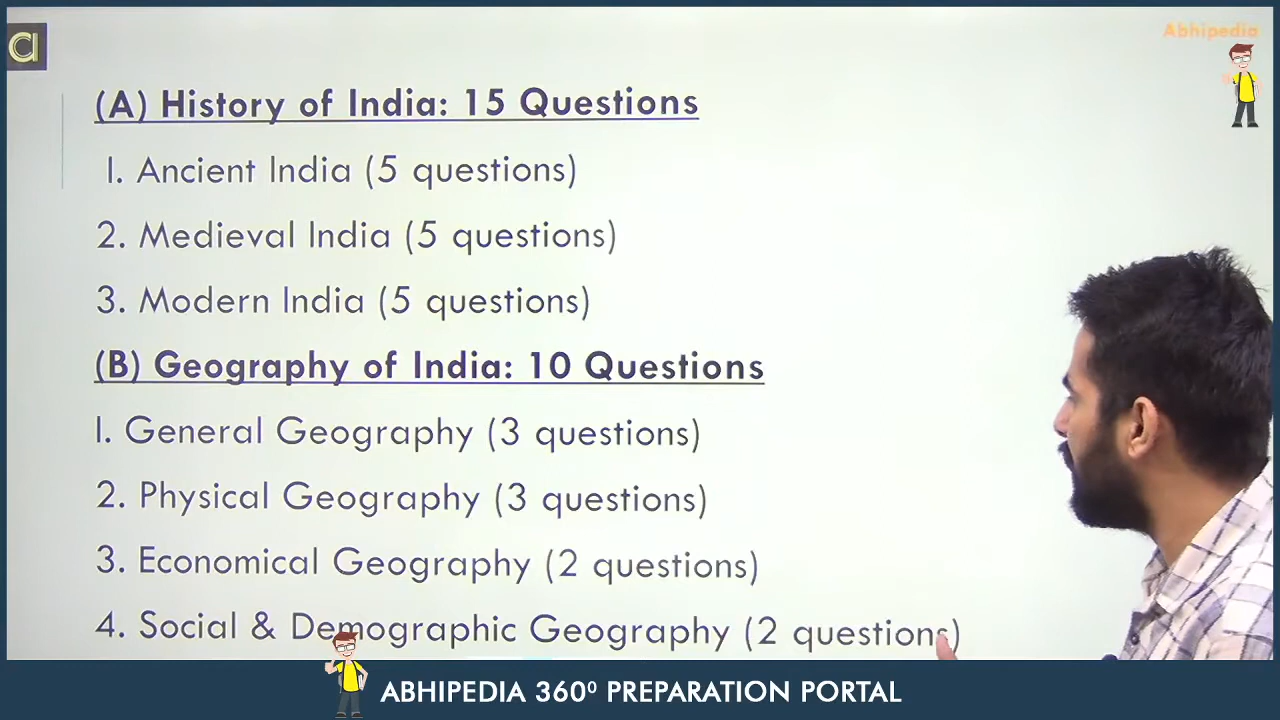 a
Abhipedia
(A) History of India: 15 Questions
1. Ancient India (5 questions)
2. Medieval India (5 questions)
3. Modern India (5 questions)
(B) Geography of India: 10 Questions
1. General Geography (3 questions)
2. Physical Geography (3 questions)
3. Economical Geography (2 questions)
4. Social & Demographic Geography (2 questions)
ABHIPEDIA 360⁰ PREPARATION PORTAL